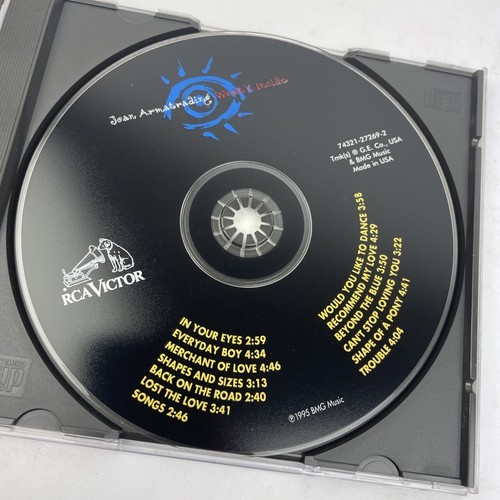 Joan Armatrading What's Inside
74321-27269-2
Tmk(s) ® G.E. Co., USA
& BMG Music
Made in USA
RCA VICTOR
IN YOUR EYES 2:59
EVERYDAY BOY 4:34
MERCHANT OF LOVE 4:46
SHAPES AND SIZES 3:13
BACK ON THE ROAD 2:40
LOST THE LOVE 3:41
SONGS 2:46
WOULD YOU LIKE TO DANCE 3:58
RECOMMEND MY LOVE 4:29
BEYOND THE BLUE 3:50
CAN'T STOP LOVING YOU 3:22
SHAPE OF A PONY 4:41
TROUBLE 4:04
℗1995 BMG Music